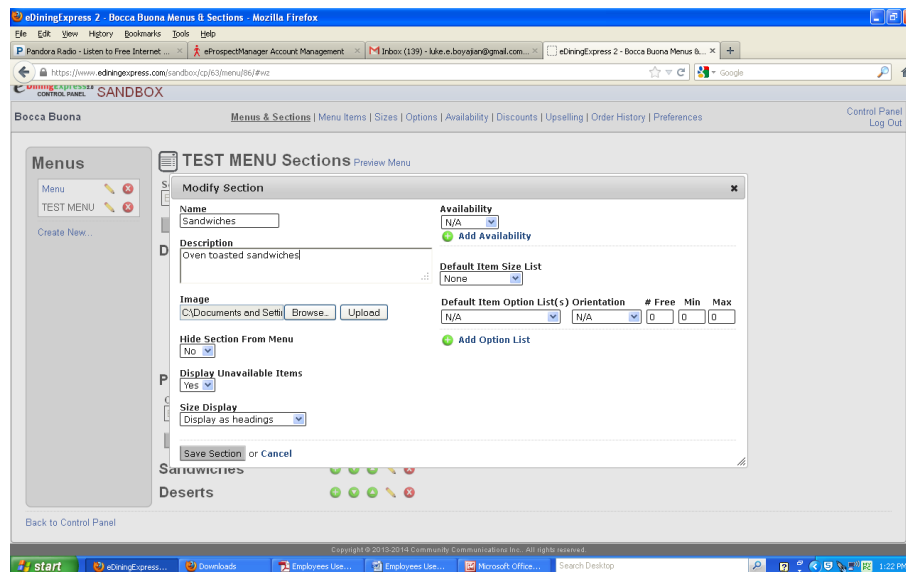 eDiningExpress 2 - Bocca Buona Menus & Sections - Mozilla Firefox
File Edit View History Bookmarks Tools Help
Pandora Radio - Listen to Free Internet ... eProspectManager Account Management Inbox (139) - luke.e.boyajian@gmail.com... eDiningExpress 2 - Bocca Buona Menus &...
https://www.ediningexpress.com/sandbox/cp/63/menu/86/#wz Google
CONTROL PANEL SANDBOX
Bocca Buona Menus & Sections | Menu Items | Sizes | Options | Availability | Discounts | Upselling | Order History | Preferences Control Panel
Log Out
Menus
Menu
TEST MENU
Create New...
TEST MENU Sections Preview Menu
Modify Section
Name
Sandwiches
Description
Oven toasted sandwiches
Image
C:\Documents and Settin Browse... Upload
Hide Section From Menu
No
Display Unavailable Items
Yes
Size Display
Display as headings
Availability
N/A
Add Availability
Default Item Size List
None
Default Item Option List(s) Orientation # Free Min Max
N/A N/A 0 0 0
Add Option List
Save Section or Cancel
Sandwiches
Deserts
Back to Control Panel
Copyright © 2013-2014 Community Communications Inc.. All rights reserved.
start eDiningExpress... Downloads Employees Use... Employees Use... Microsoft Office... Search Desktop 1:22 PM